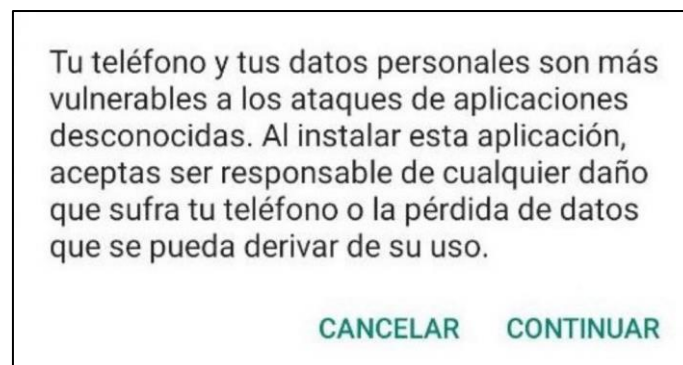 Tu teléfono y tus datos personales son más
vulnerables a los ataques de aplicaciones
desconocidas. Al instalar esta aplicación,
aceptas ser responsable de cualquier daño
que sufra tu teléfono o la pérdida de datos
que se pueda derivar de su uso.
CANCELAR CONTINUAR